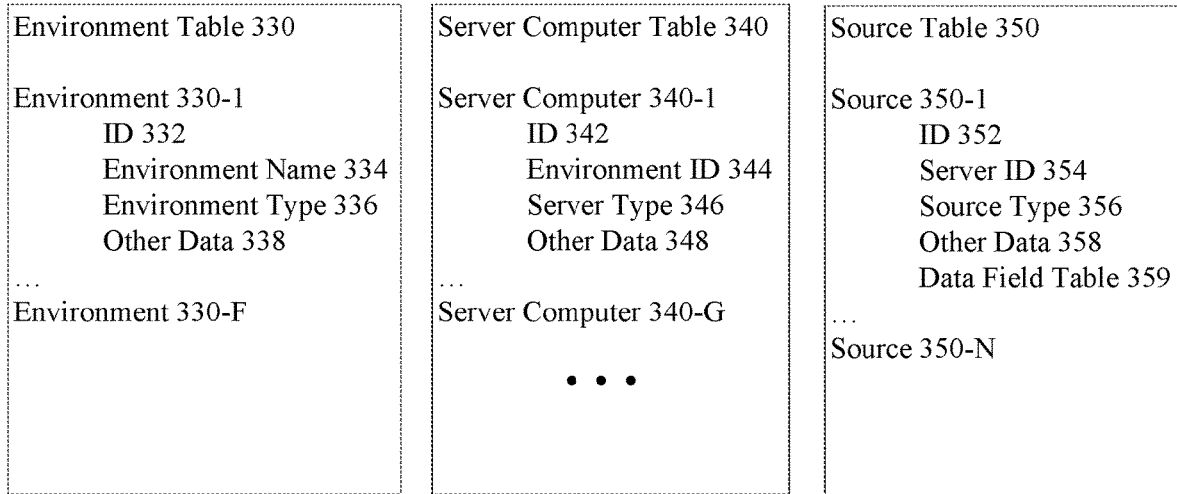 Environment Table 330
Environment 330-1
ID 332
Environment Name 334
Environment Type 336
Other Data 338
...
Environment 330-F
Server Computer Table 340
Server Computer 340-1
ID 342
Environment ID 344
Server Type 346
Other Data 348
...
Server Computer 340-G
• • •
Source Table 350
Source 350-1
ID 352
Server ID 354
Source Type 356
Other Data 358
Data Field Table 359
...
Source 350-N